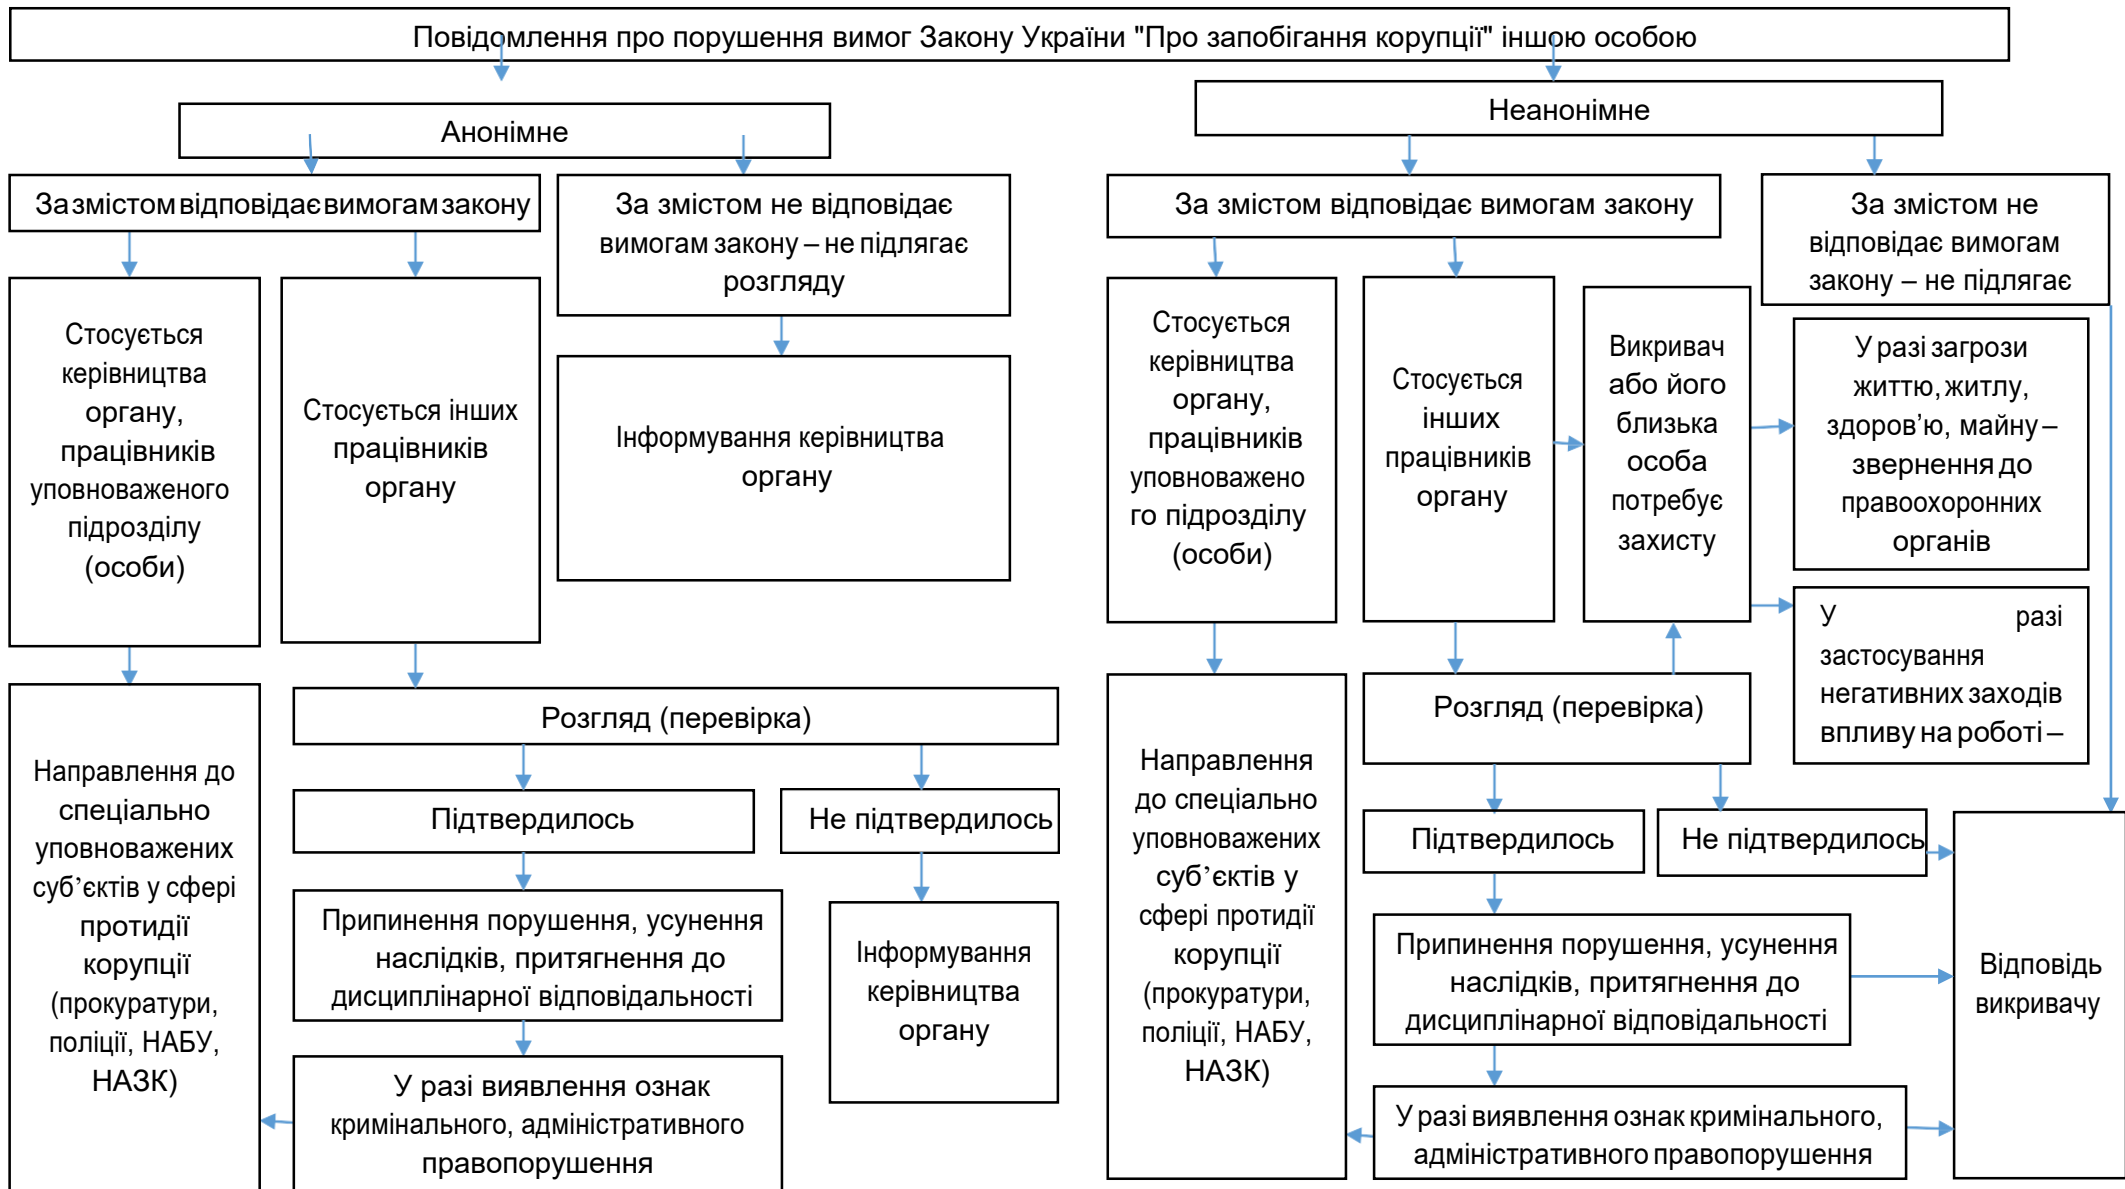 Повідомлення про порушення вимог Закону України "Про запобігання корупції" іншою особою
Анонімне
Неанонімне
За змістом відповідає вимогам закону
За змістом не відповідає
вимогам закону – не підлягає
розгляду
За змістом відповідає вимогам закону
За змістом не
відповідає вимогам
закону – не підлягає
Стосується
керівництва
органу,
працівників
уповноваженого
підрозділу
(особи)
Стосується інших
працівників
органу
Інформування керівництва
органу
Стосується
керівництва
органу,
працівників
уповноважено
го підрозділу
(особи)
Стосується
інших
працівників
органу
Викривач
або його
близька
особа
потребує
захисту
У разі загрози
життю, житлу,
здоров’ю, майну –
звернення до
правоохоронних
органів
У разі
застосування
негативних заходів
впливу на роботі –
Направлення до
спеціально
уповноважених
суб’єктів у сфері
протидії
корупції
(прокуратури,
поліції, НАБУ,
НАЗК)
Розгляд (перевірка)
Підтвердилось
Не підтвердилось
Припинення порушення, усунення
наслідків, притягнення до
дисциплінарної відповідальності
Інформування
керівництва
органу
У разі виявлення ознак
кримінального, адміністративного
правопорушення
Направлення
до спеціально
уповноважених
суб’єктів у
сфері протидії
корупції
(прокуратури,
поліції, НАБУ,
НАЗК)
Розгляд (перевірка)
Підтвердилось
Не підтвердилось
Припинення порушення, усунення
наслідків, притягнення до
дисциплінарної відповідальності
У разі виявлення ознак кримінального,
адміністративного правопорушення
Відповідь
викривачу